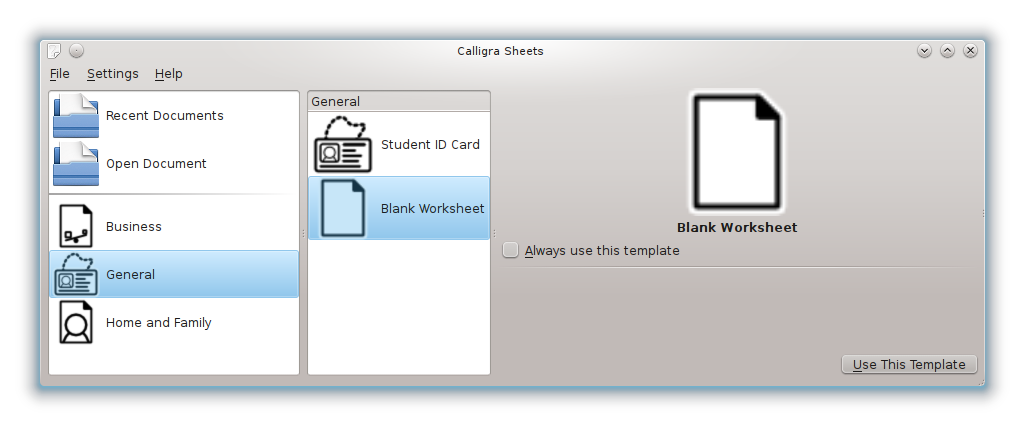 Calligra Sheets
File Settings Help
Recent Documents
Open Document
Business
General
Home and Family
General
Student ID Card
Blank Worksheet
Blank Worksheet
Always use this template
Use This Template